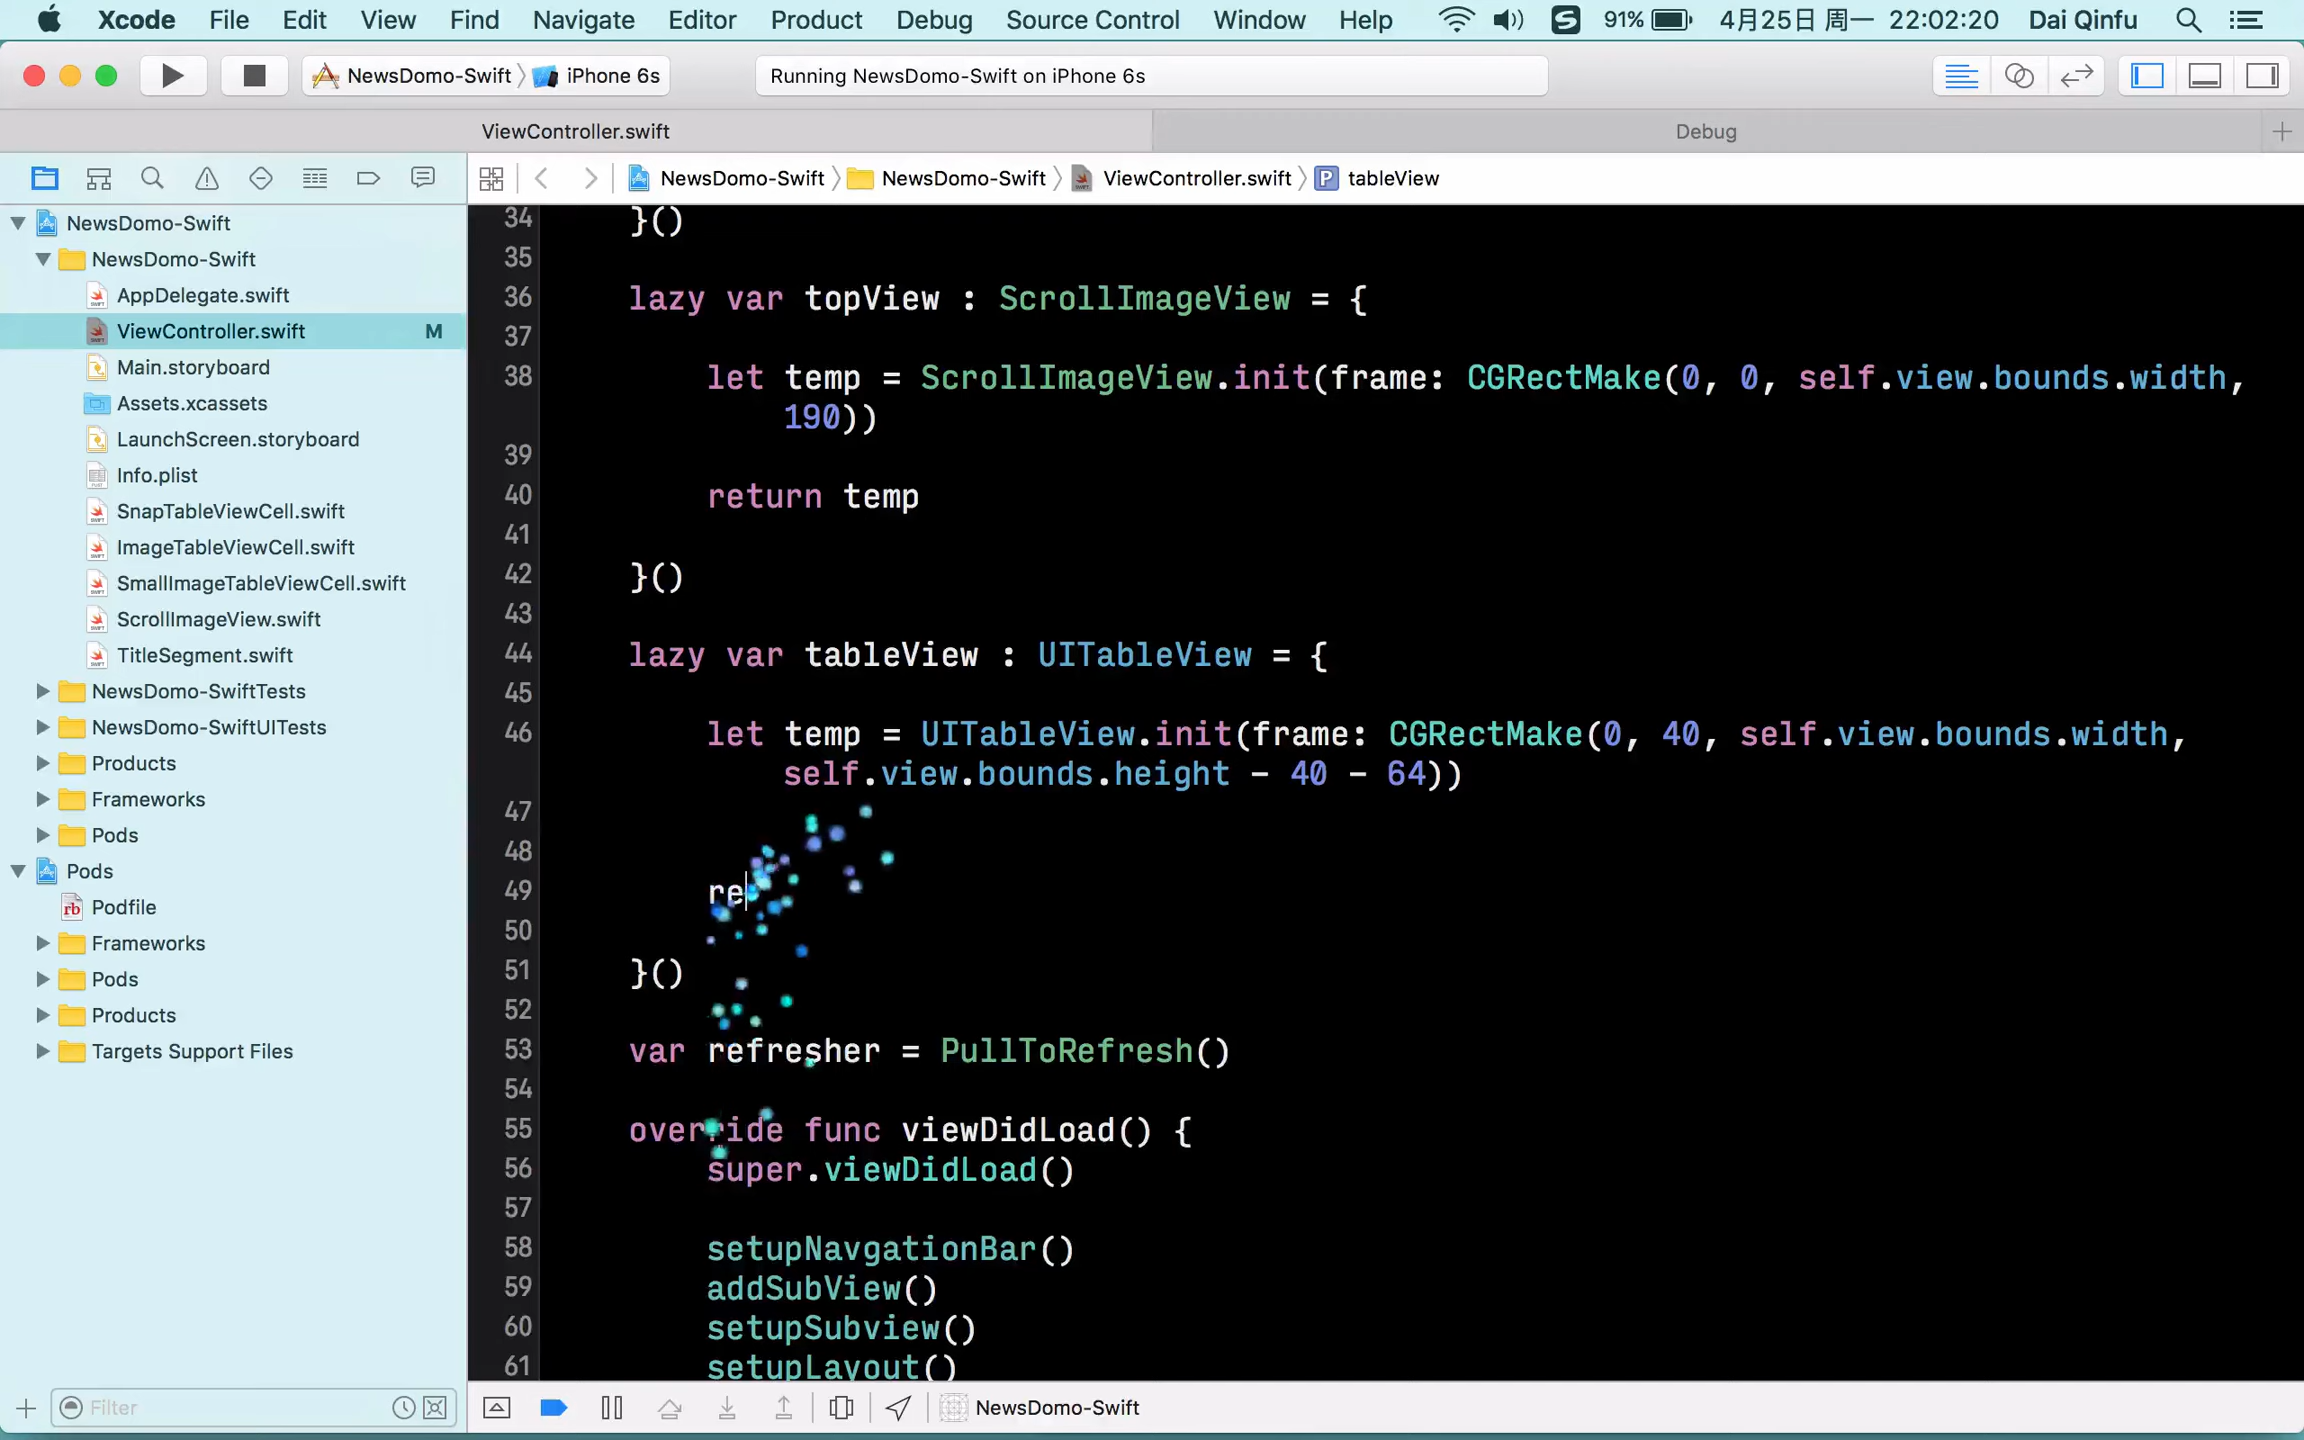 Xcode File Edit View Find Navigate Editor Product Debug Source Control Window Help 91% 4月25日 周一 22:02:20 Dai Qinfu
NewsDomo-Swift iPhone 6s Running NewsDomo-Swift on iPhone 6s
ViewController.swift Debug
NewsDomo-Swift NewsDomo-Swift ViewController.swift P tableView
NewsDomo-Swift
NewsDomo-Swift
AppDelegate.swift
ViewController.swift M
Main.storyboard
Assets.xcassets
LaunchScreen.storyboard
Info.plist
SnapTableViewCell.swift
ImageTableViewCell.swift
SmallImageTableViewCell.swift
ScrollImageView.swift
TitleSegment.swift
NewsDomo-SwiftTests
NewsDomo-SwiftUITests
Products
Frameworks
Pods
Pods
rb Podfile
Frameworks
Pods
Products
Targets Support Files
Filter
34 }()
35
36 lazy var topView : ScrollImageView = {
37
38 let temp = ScrollImageView.init(frame: CGRectMake(0, 0, self.view.bounds.width,
190))
39
40 return temp
41
42 }()
43
44 lazy var tableView : UITableView = {
45
46 let temp = UITableView.init(frame: CGRectMake(0, 40, self.view.bounds.width,
self.view.bounds.height - 40 - 64))
47
48
49 re
50
51 }()
52
53 var refresher = PullToRefresh()
54
55 override func viewDidLoad() {
56 super.viewDidLoad()
57
58 setupNavgationBar()
59 addSubView()
60 setupSubview()
61 setupLayout()
NewsDomo-Swift